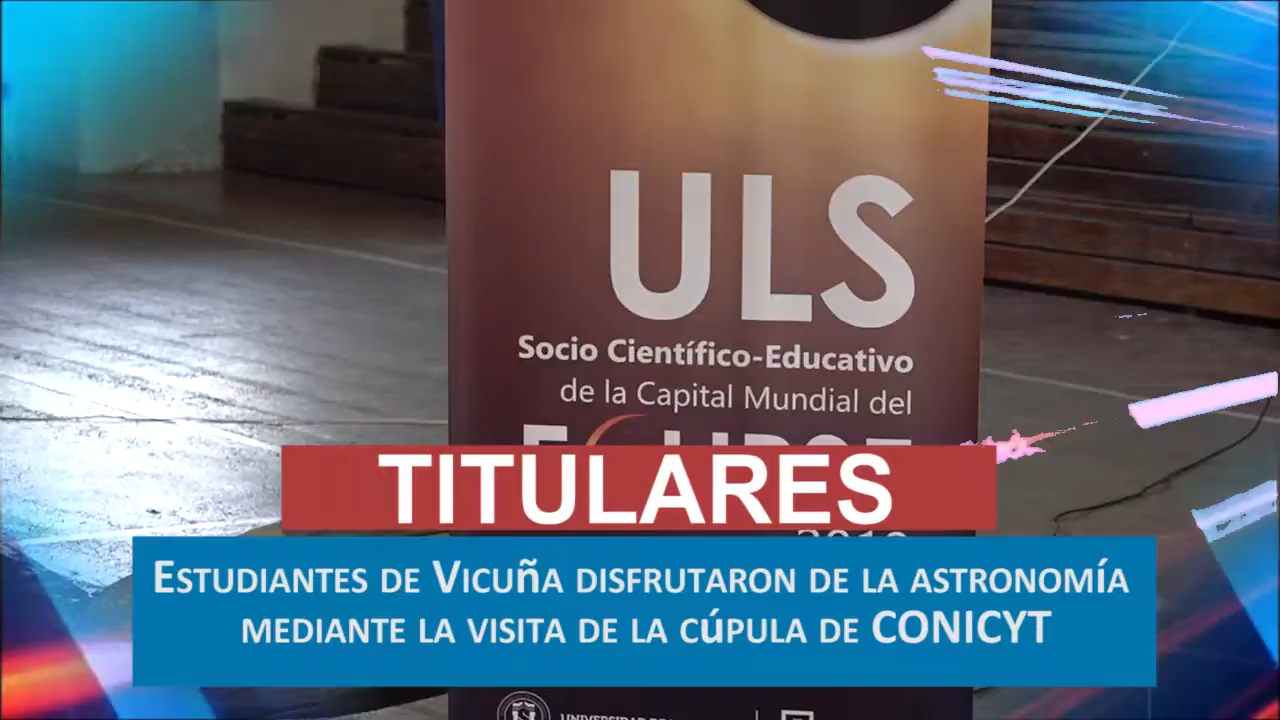 ULS
Socio Científico-Educativo
de la Capital Mundial del
TITULARES
Estudiantes de Vicuña disfrutaron de la astronomía
mediante la visita de la cúpula de CONICYT